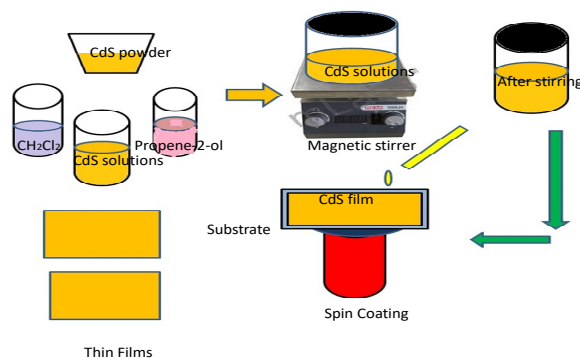 CdS powder
CdS solutions
After stirring
CH₂Cl₂
Propene-2-ol
CdS solutions
Magnetic stirrer
CdS film
Substrate
Spin Coating
Thin Films